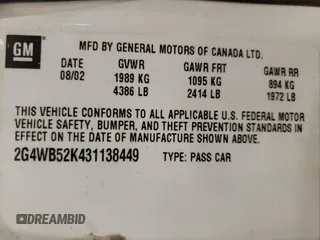 GM
MFD BY GENERAL MOTORS OF CANADA LTD.
DATE GVWR GAWR FRT GAWR RR
08/02 1989 KG 1095 KG 894 KG
4386 LB 2414 LB 1972 LB
THIS VEHICLE CONFORMS TO ALL APPLICABLE U.S. FEDERAL MOTOR
VEHICLE SAFETY, BUMPER, AND THEFT PREVENTION STANDARDS IN
EFFECT ON THE DATE OF MANUFACTURE SHOWN ABOVE.
2G4WB52K431138449 TYPE: PASS CAR
DREAMBID